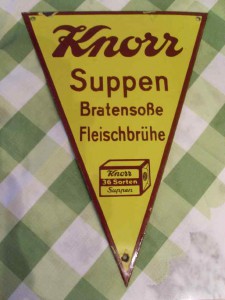 Knorr
Suppen
Bratensoße
Fleischbrühe
Knorr
36 Sorten
Suppen